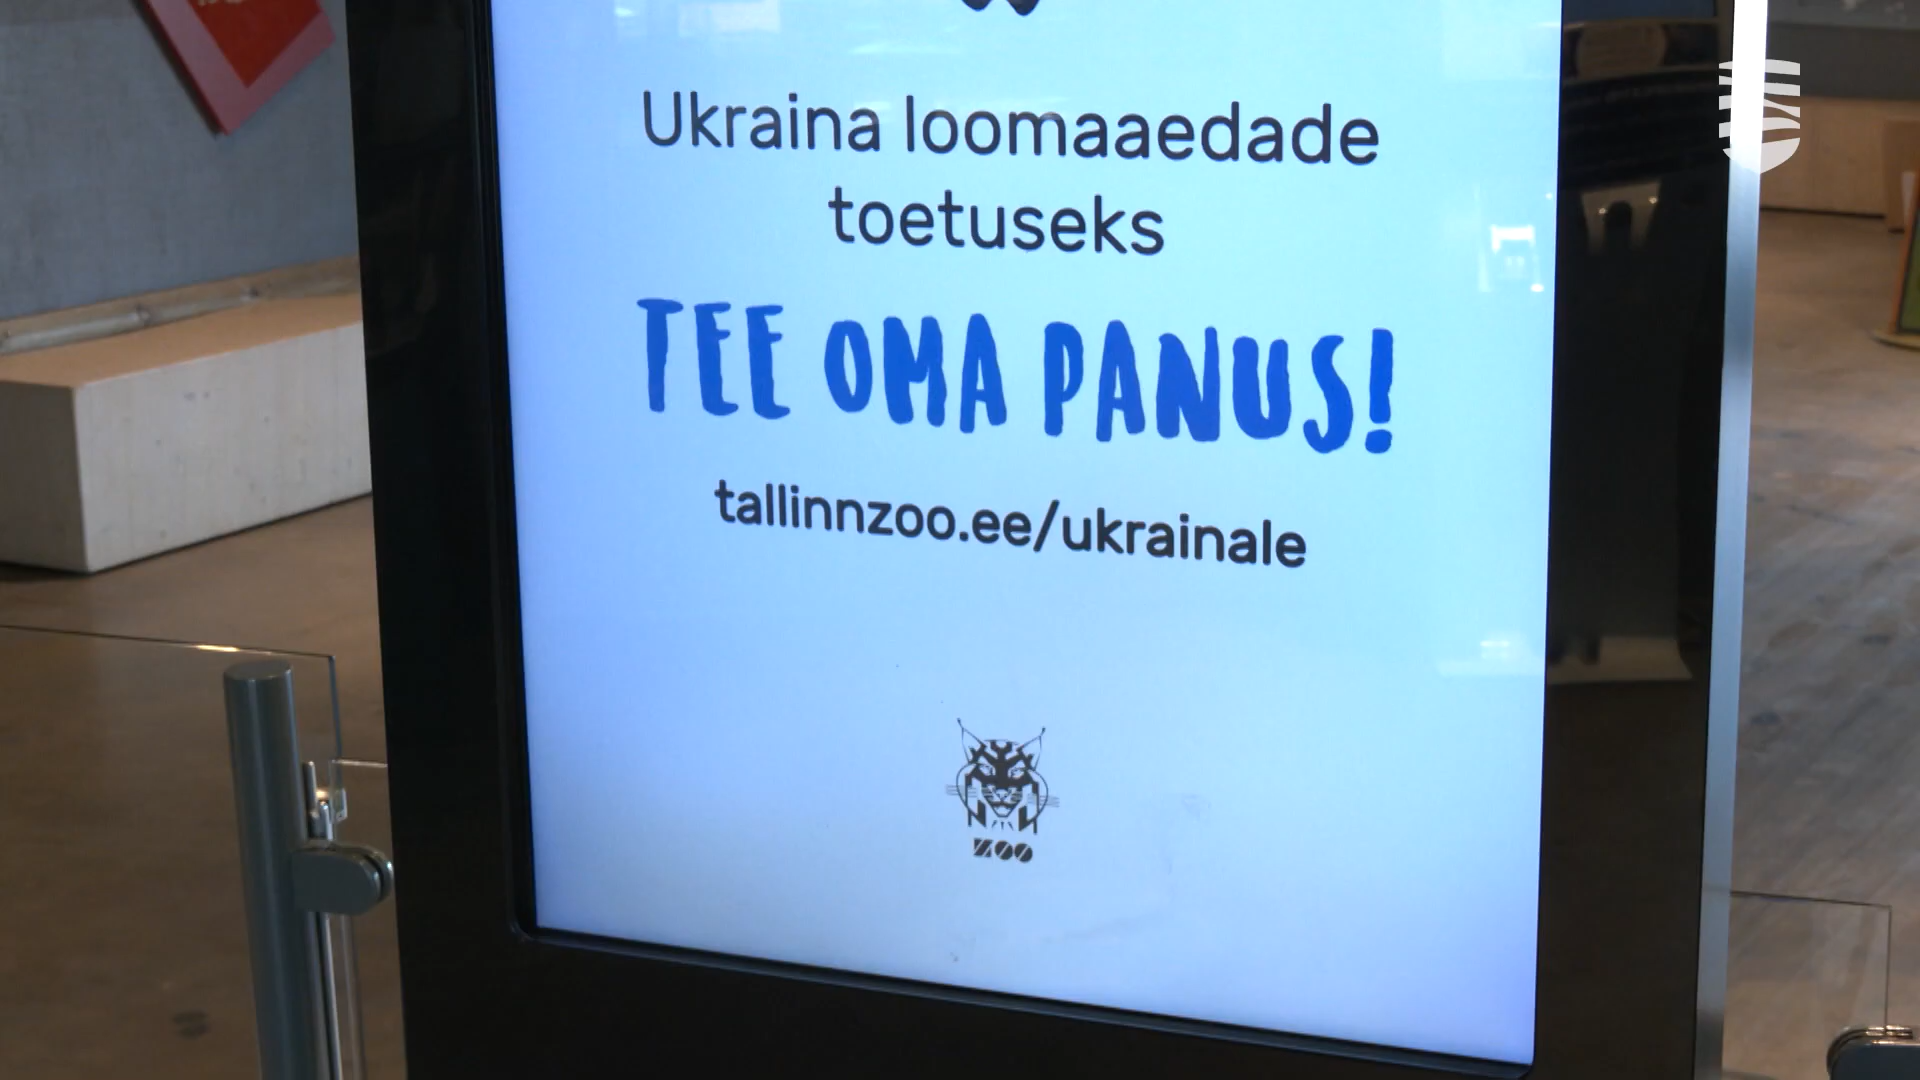 Ukraina loomaaedade
toetuseks
TEE OMA PANUS!
tallinnzoo.ee/ukrainale
ZOO